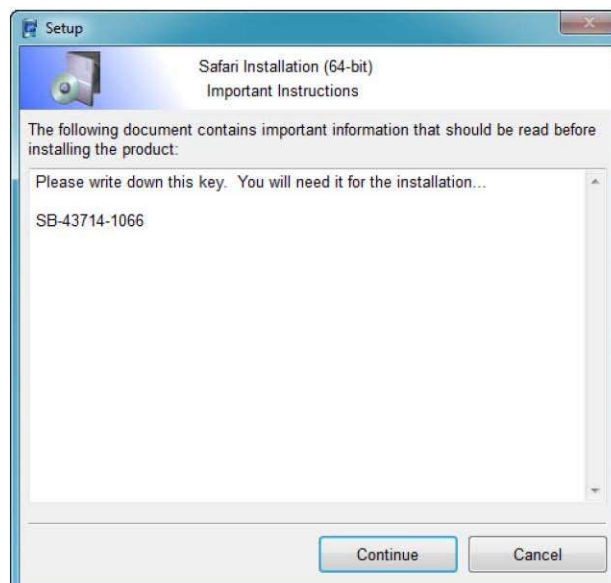 Setup
Safari Installation (64-bit)
Important Instructions
The following document contains important information that should be read before
installing the product:
Please write down this key.  You will need it for the installation...
SB-43714-1066
Continue
Cancel